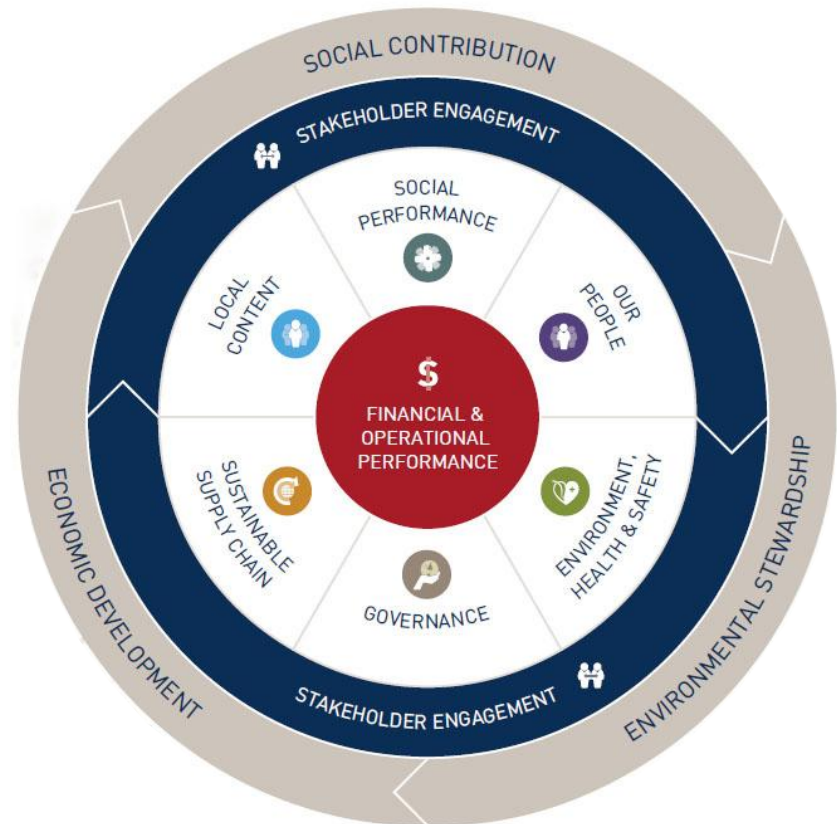 SOCIAL CONTRIBUTION
STAKEHOLDER ENGAGEMENT
SOCIAL
PERFORMANCE
OUR
PEOPLE
ENVIRONMENT,
HEALTH & SAFETY
GOVERNANCE
SUSTAINABLE
SUPPLY CHAIN
LOCAL
CONTENT
$
FINANCIAL &
OPERATIONAL
PERFORMANCE
STAKEHOLDER ENGAGEMENT
ENVIRONMENTAL STEWARDSHIP
ECONOMIC DEVELOPMENT